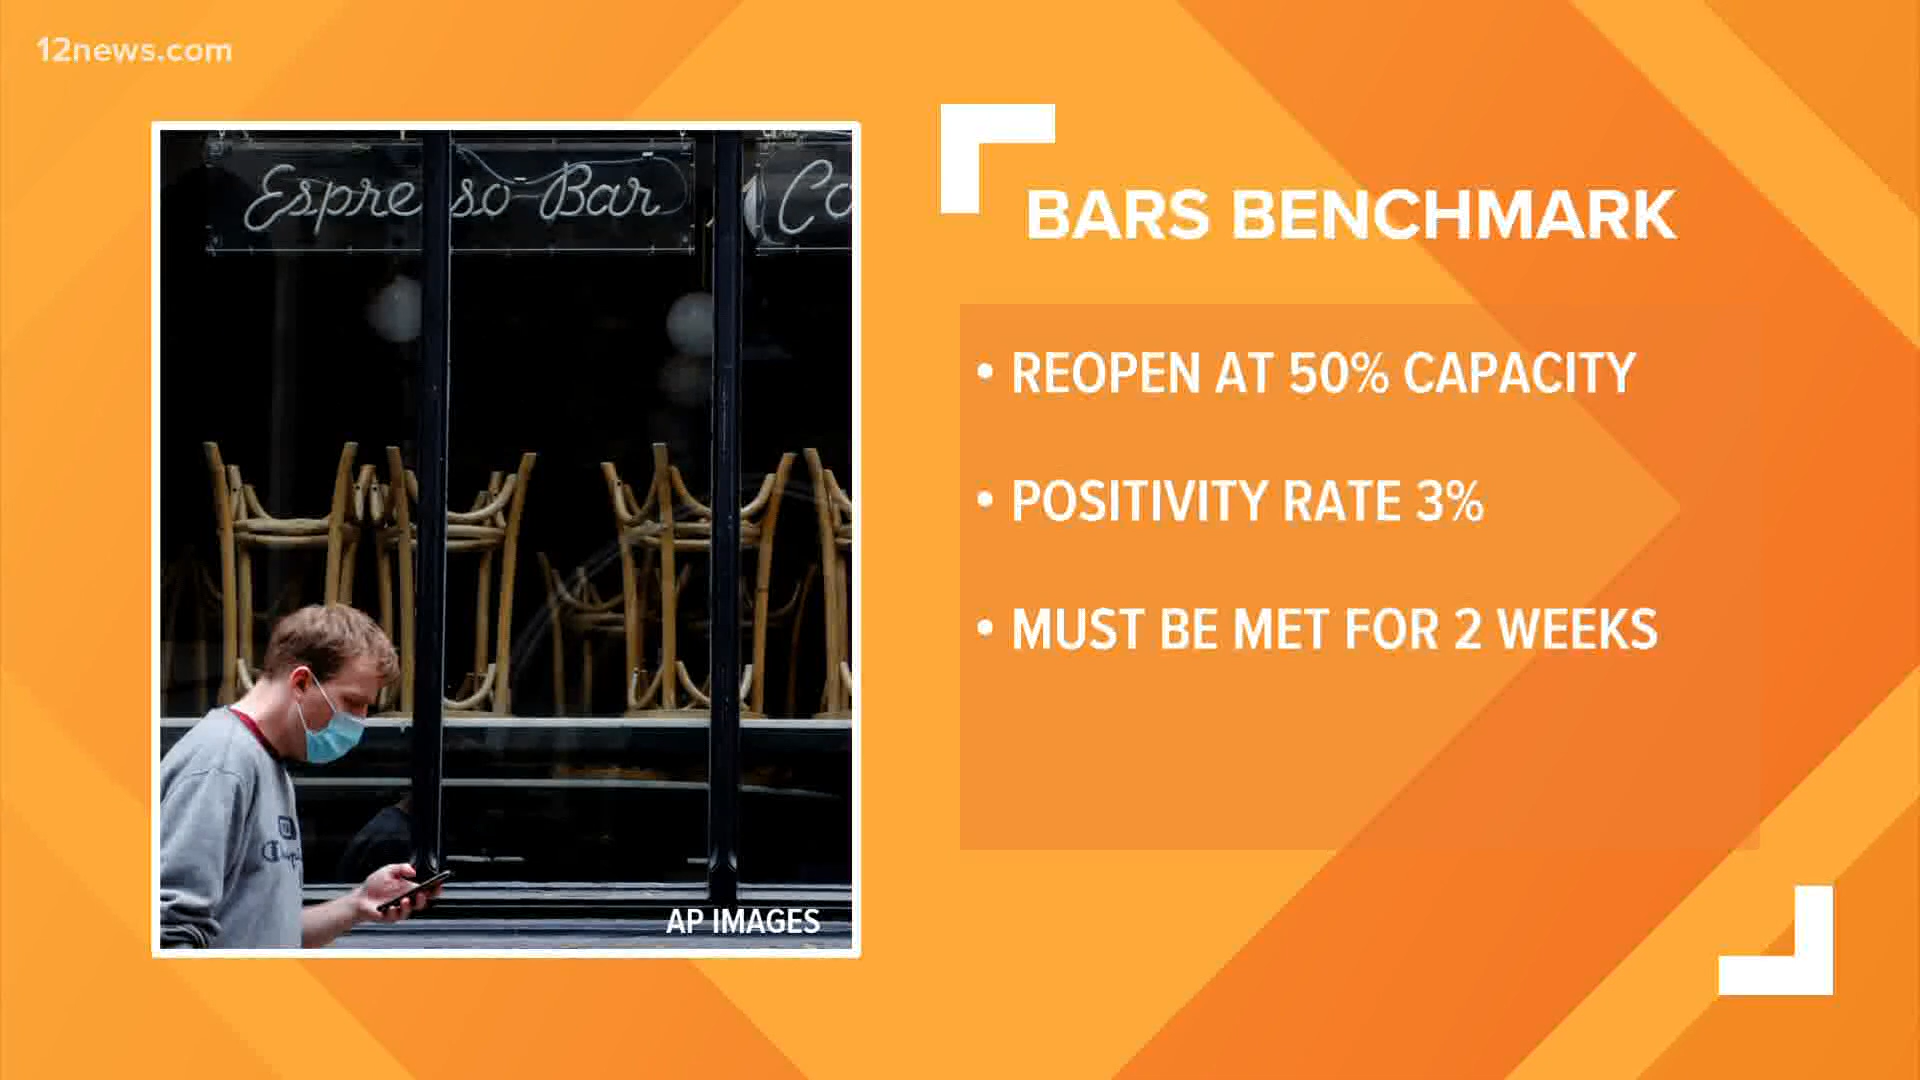 12news.com
Espresso Bar
Co
BARS BENCHMARK
• REOPEN AT 50% CAPACITY
• POSITIVITY RATE 3%
• MUST BE MET FOR 2 WEEKS
AP IMAGES